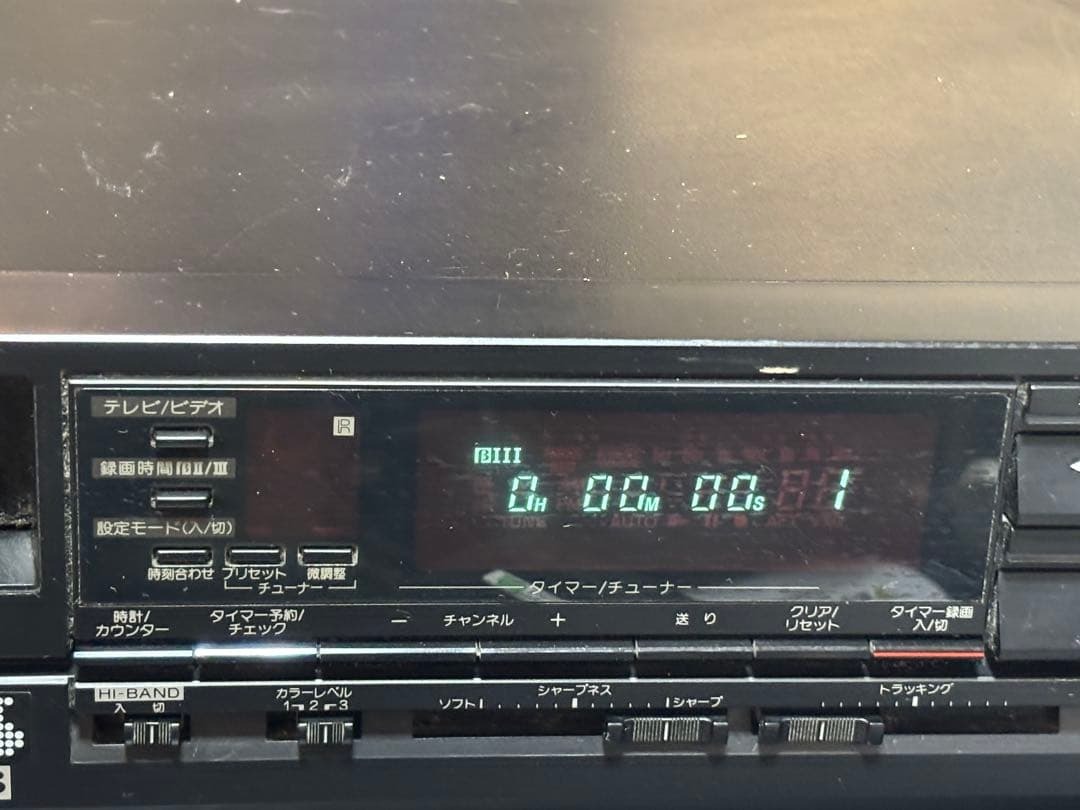 テレビ/ビデオ
R
録画時間βII/III
設定モード(入/切)
時刻合わせ プリセット 微調整
チューナー
βIII
0H 00M 00S 1
AUTO
タイマー/チューナー
時計/
カウンター
タイマー予約/
チェック
− チャンネル +
送り
クリア/
リセット
タイマー録画
入/切
HI-BAND
入 切
カラーレベル
1 2 3
シャープネス
ソフト シャープ
トラッキング